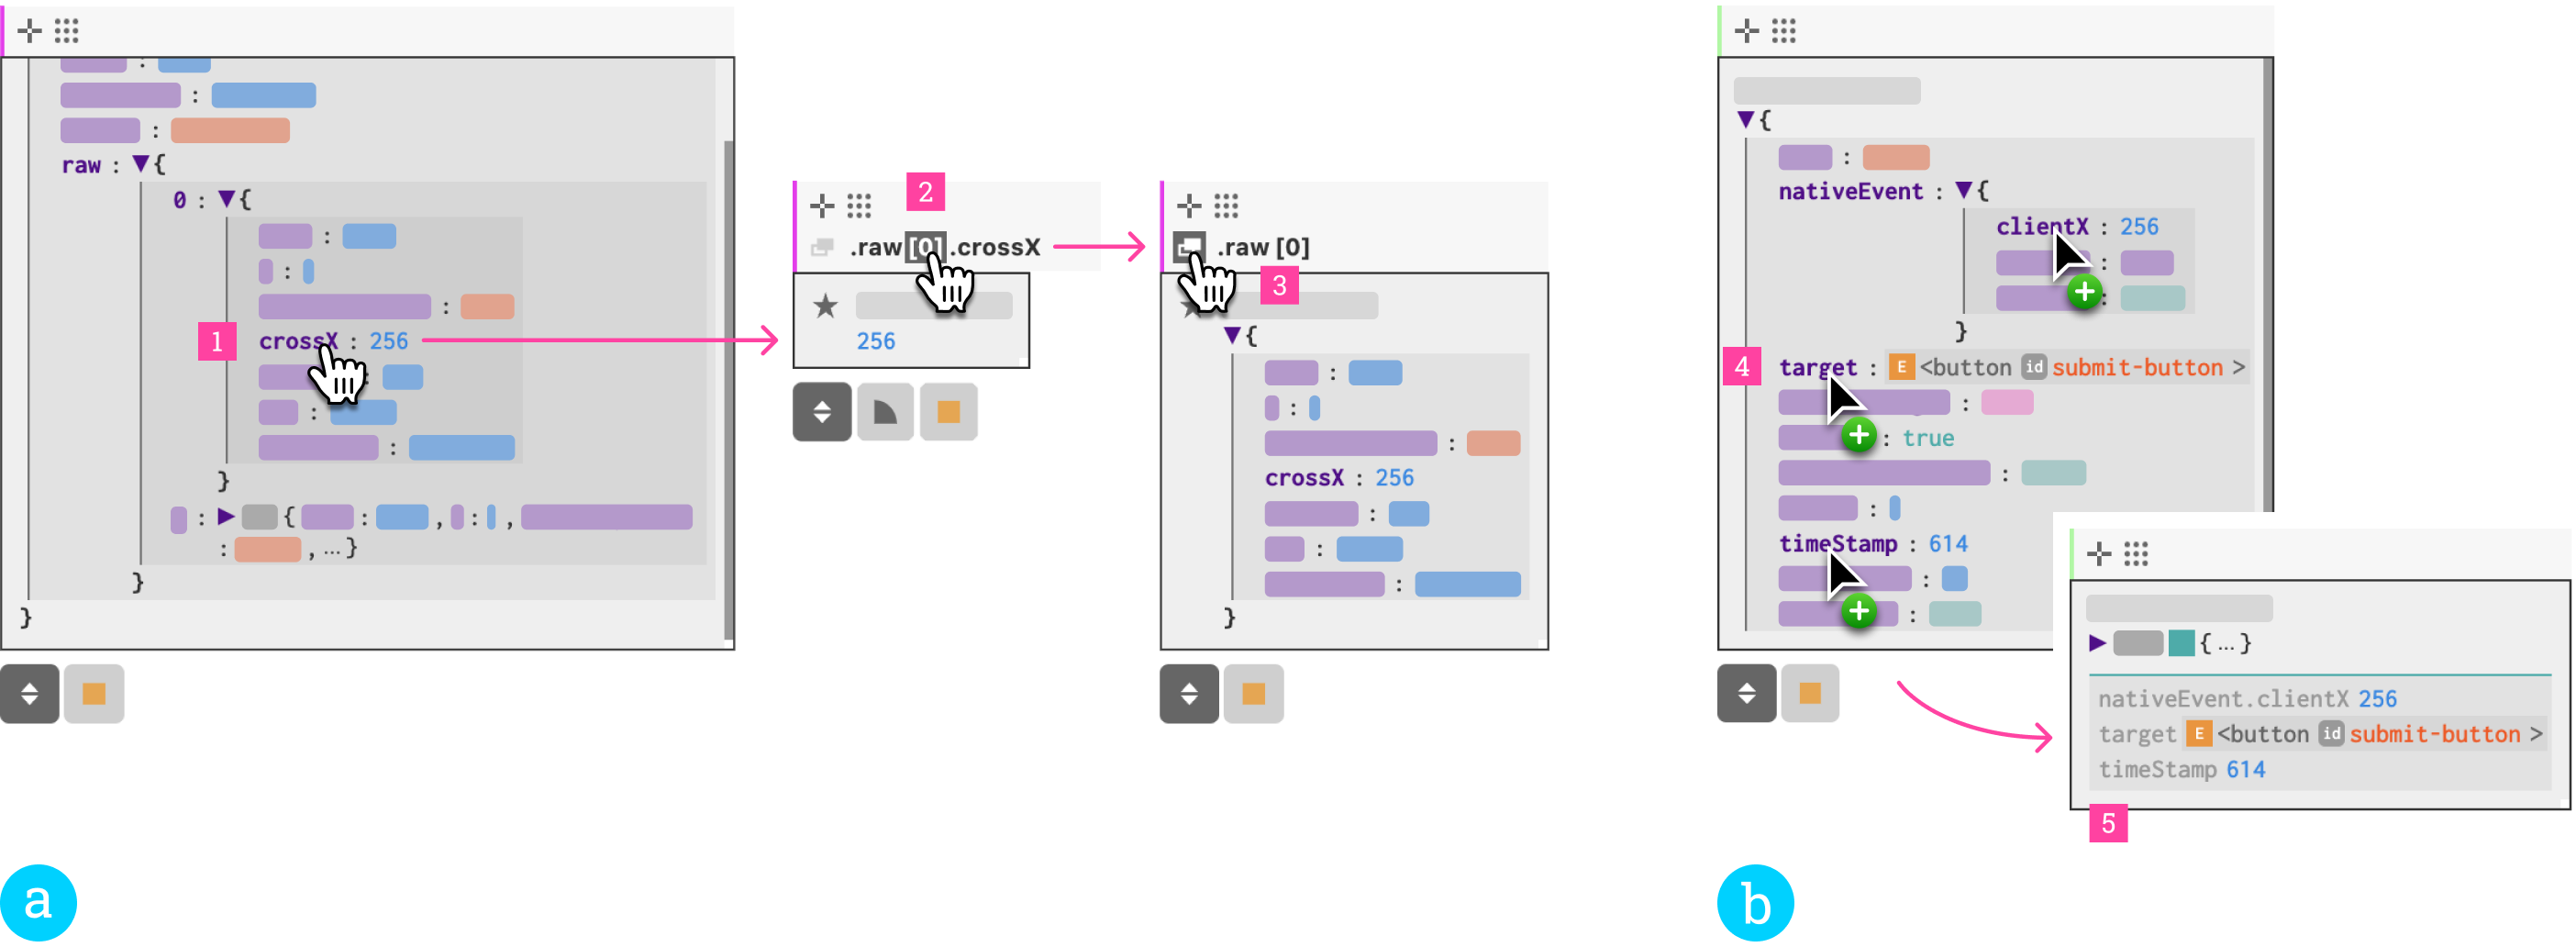 raw : ▼{
0 : ▼{
1
crossX : 256
}
: ▶ { : , : , 
: , ... }
}
}
2
.raw[0].crossX
★
256
.raw [0]
3
▼{
crossX : 256
}
▼{
nativeEvent : ▼{
clientX : 256
}
4
target : E <button id submit-button >
: true
timeStamp : 614
▶ { ... }
nativeEvent.clientX 256
target E <button id submit-button >
timeStamp 614
5
a
b